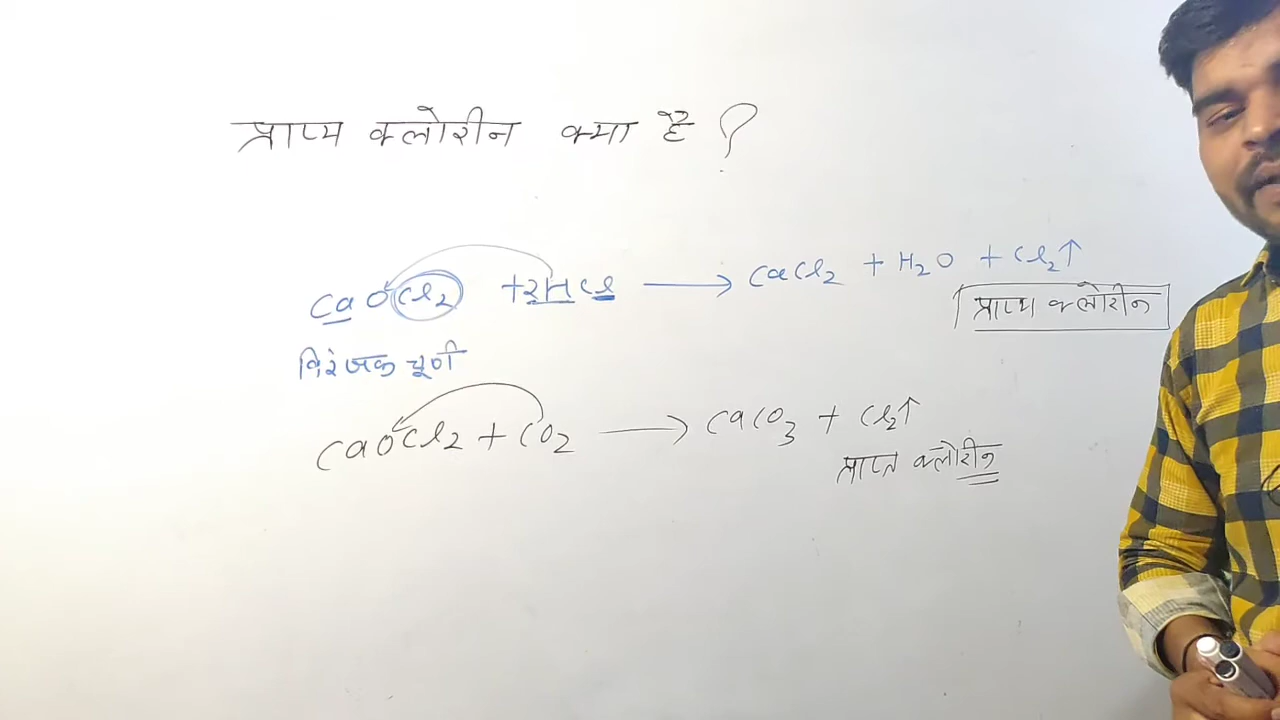 प्राप्य क्लोरीन क्या है ?
CaOCl2 + 2HCl ⟶ CaCl2 + H2O + Cl2↑
प्राप्य क्लोरीन
विरंजक चूर्ण
CaOCl2 + CO2 ⟶ CaCO3 + Cl2↑
प्राप्त क्लोरीन